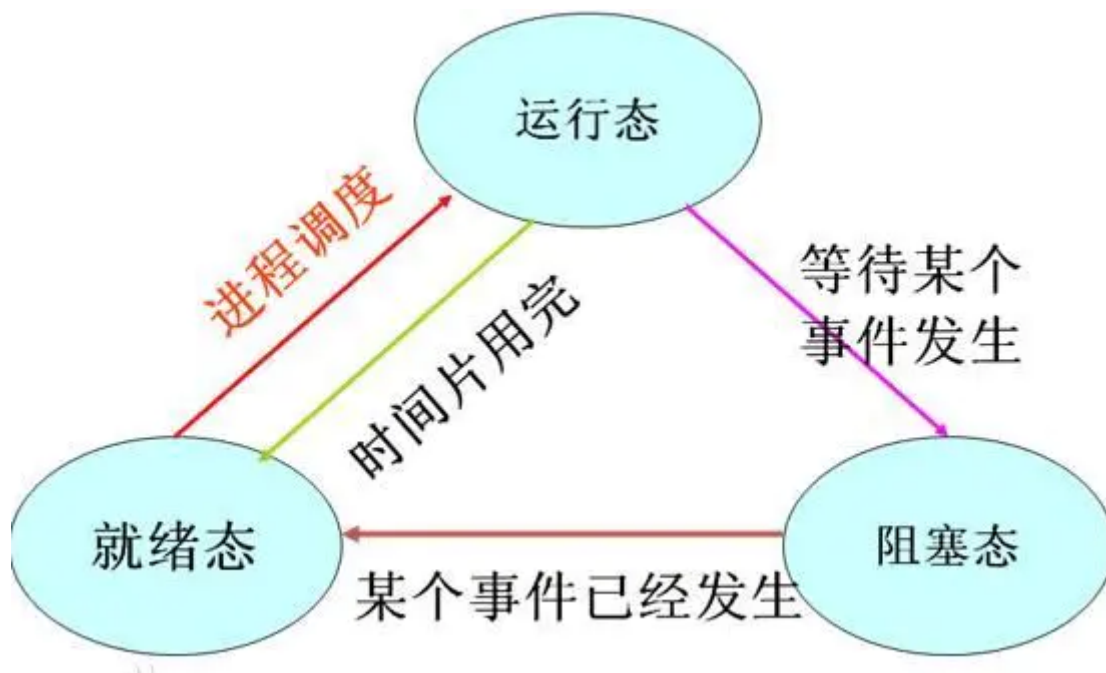 运行态
进程调度
时间片用完
等待某个
事件发生
就绪态
阻塞态
某个事件已经发生